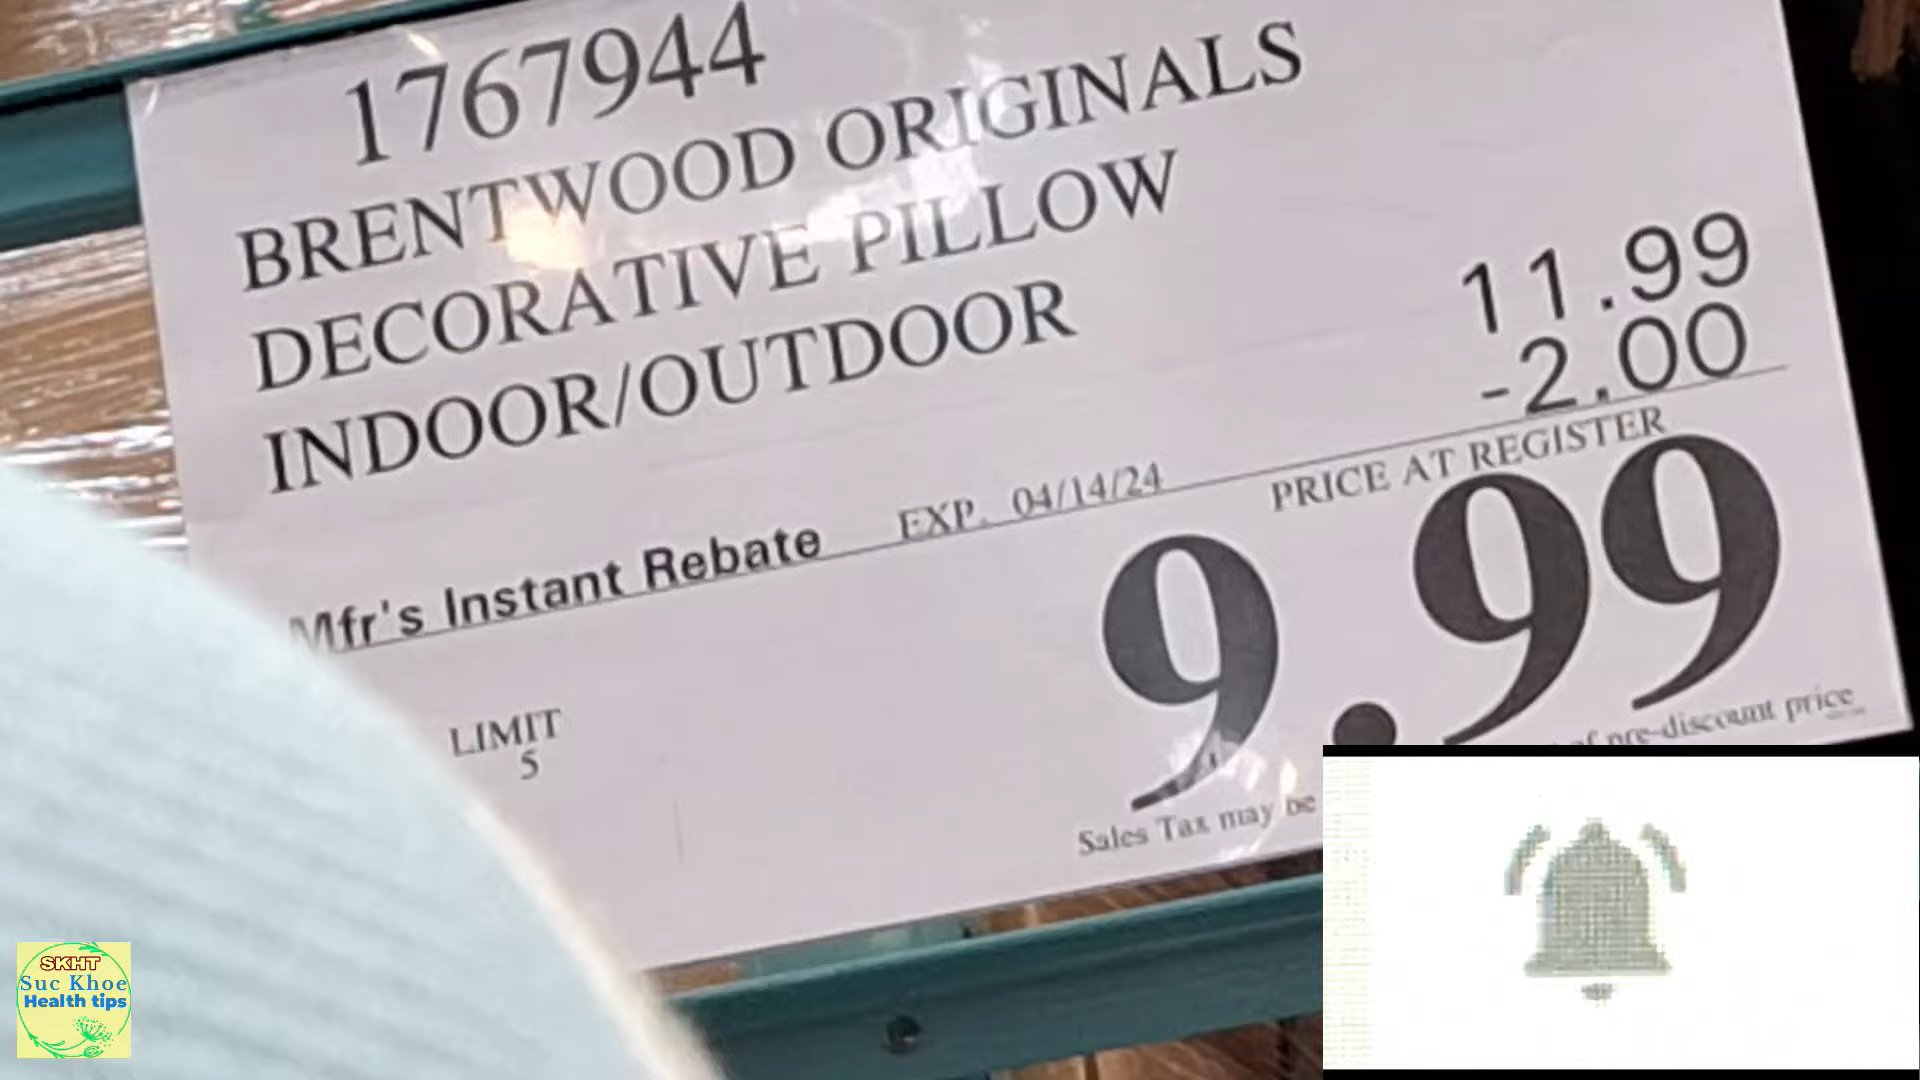 1767944
BRENTWOOD ORIGINALS
DECORATIVE PILLOW
INDOOR/OUTDOOR
11.99
-2.00
Mfr's Instant Rebate EXP. 04/14/24 PRICE AT REGISTER
9.99
LIMIT
5
Sales Tax may be of pre-discount price
SKHT
Suc Khoe
Health tips